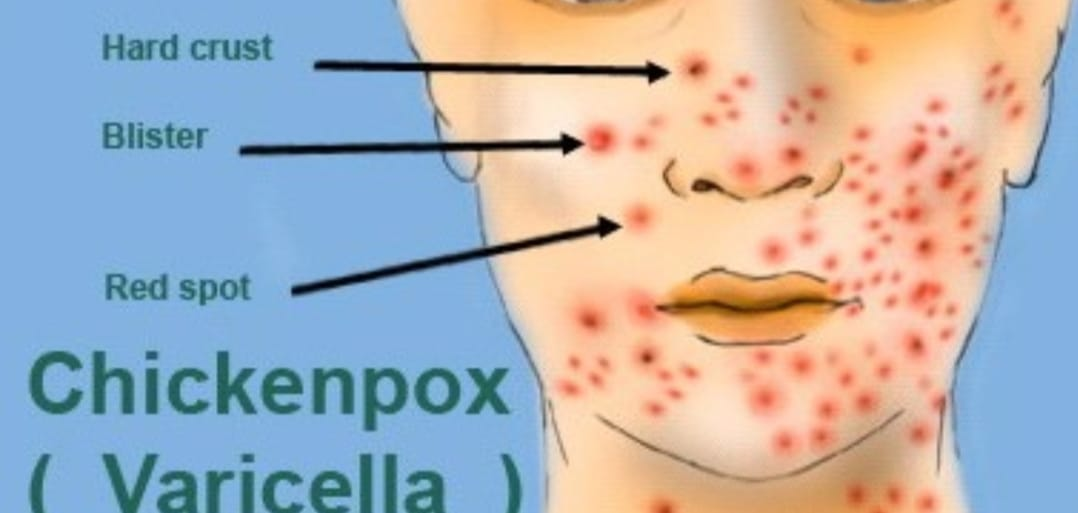 Hard crust
Blister
Red spot
Chickenpox
( Varicella )